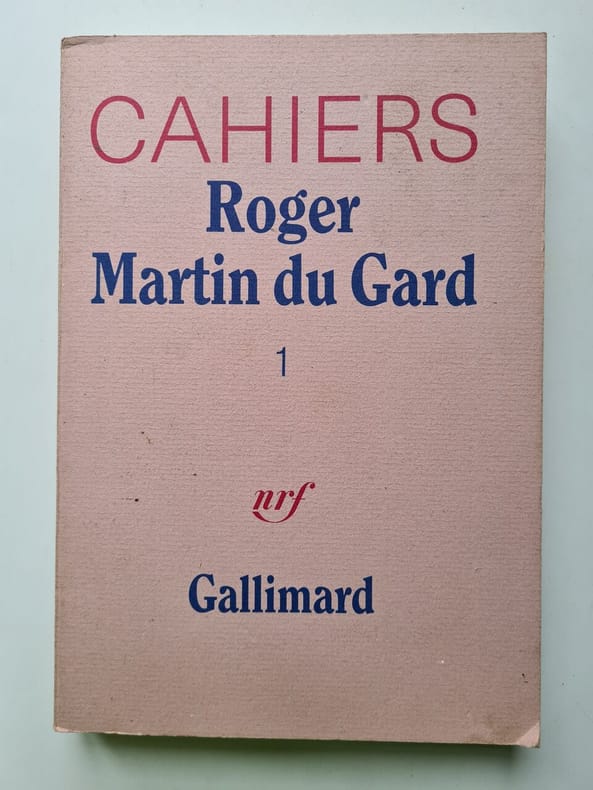 CAHIERS
Roger
Martin du Gard
1
nrf
Gallimard